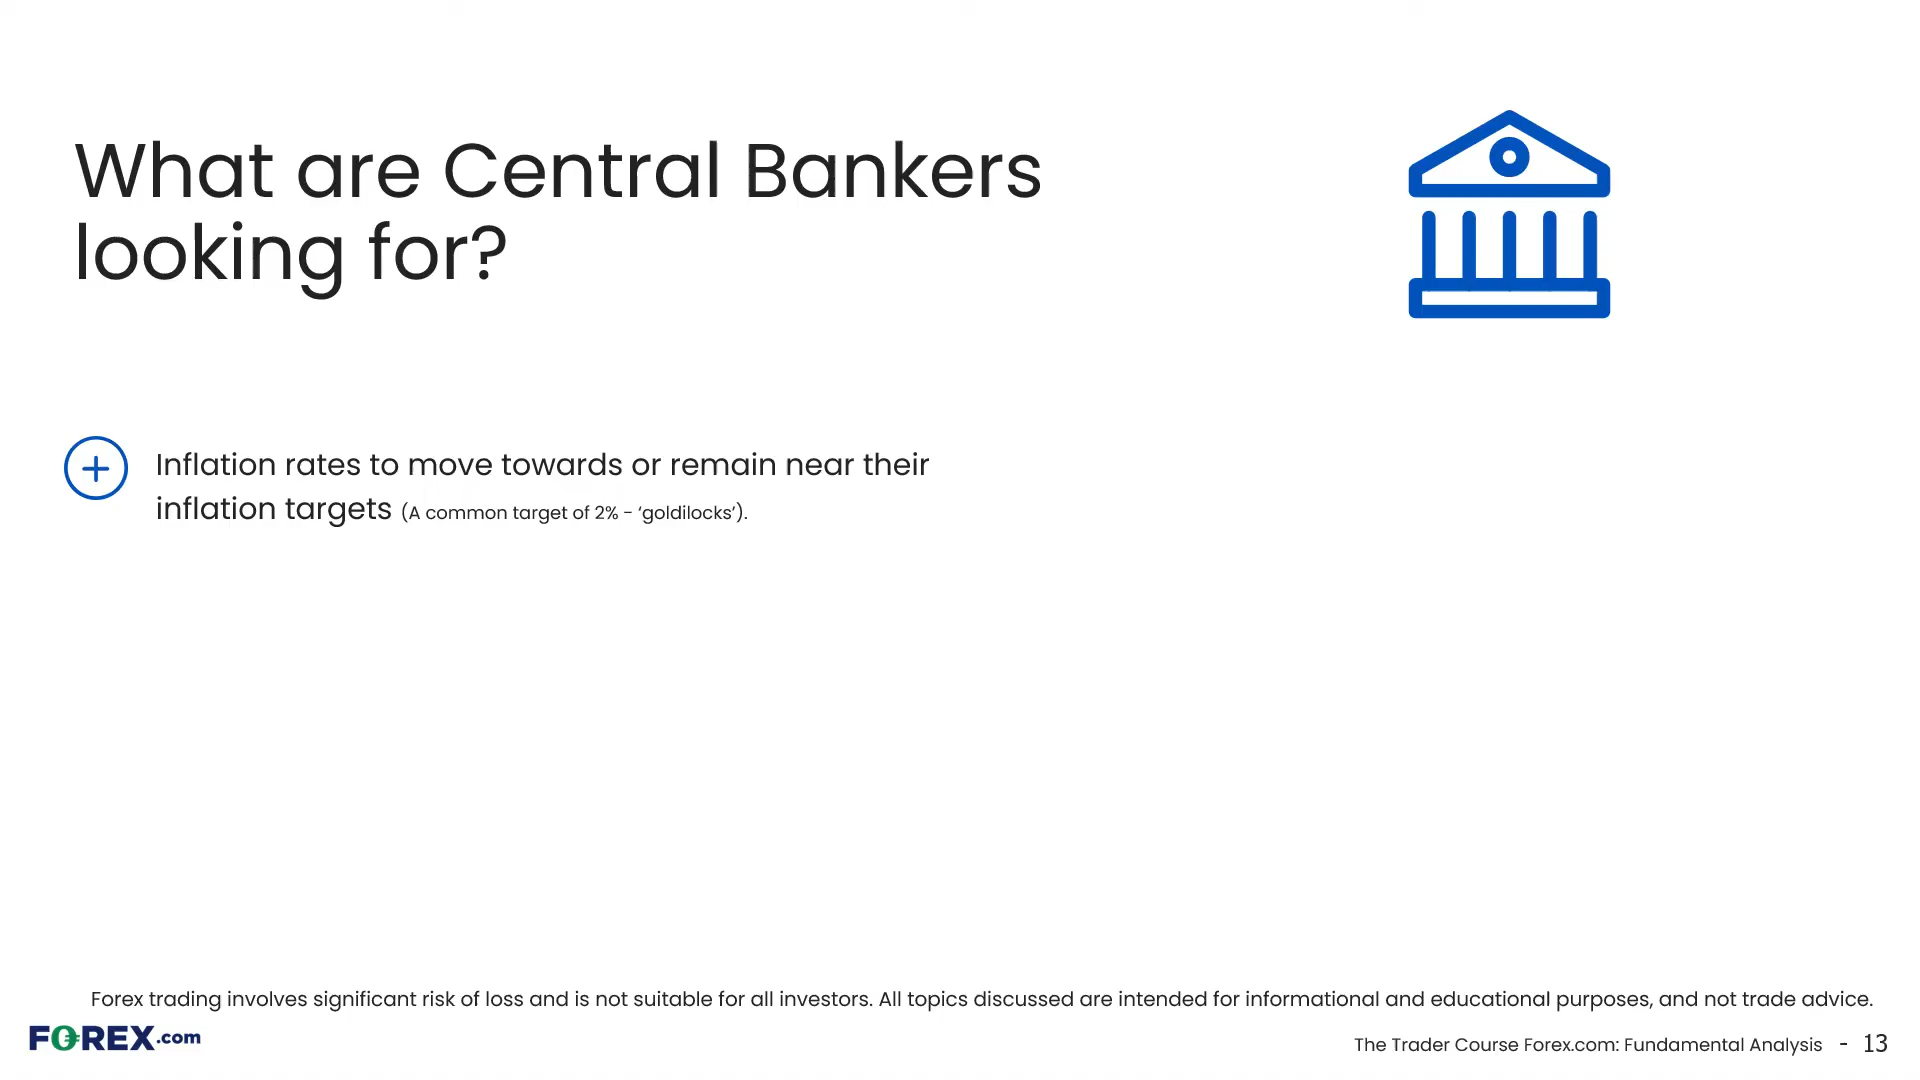 What are Central Bankers
looking for?
Inflation rates to move towards or remain near their
inflation targets (A common target of 2% - ‘goldilocks’).
Forex trading involves significant risk of loss and is not suitable for all investors. All topics discussed are intended for informational and educational purposes, and not trade advice.
FOREX.com
The Trader Course Forex.com: Fundamental Analysis - 13